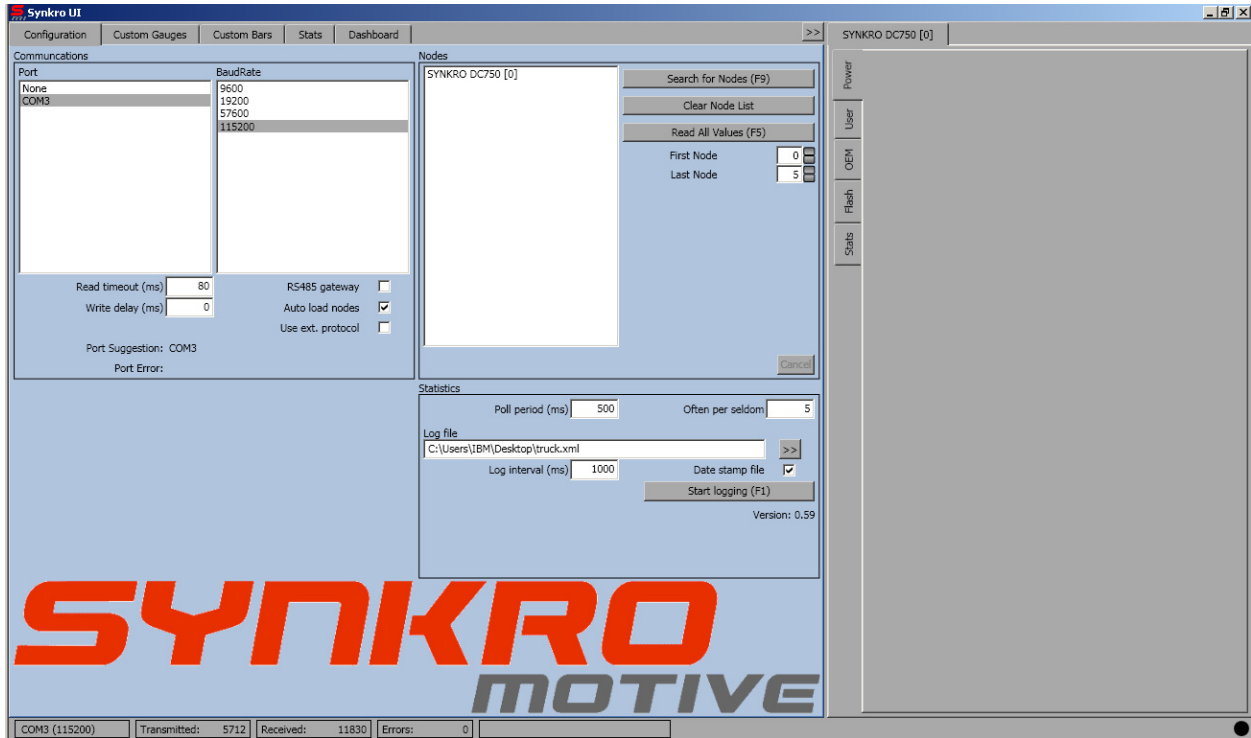 Synkro UI
Configuration Custom Gauges Custom Bars Stats Dashboard >>
SYNKRO DC750 [0]
Communcations
Port BaudRate
None
COM3
9600
19200
57600
115200
Read timeout (ms) 80 RS485 gateway
Write delay (ms) 0 Auto load nodes
Use ext. protocol
Port Suggestion: COM3
Port Error:
Nodes
SYNKRO DC750 [0]
Search for Nodes (F9)
Clear Node List
Read All Values (F5)
First Node 0
Last Node 5
Cancel
Statistics
Poll period (ms) 500 Often per seldom 5
Log file
C:\Users\IBM\Desktop\truck.xml >>
Log interval (ms) 1000 Date stamp file
Start logging (F1)
Version: 0.59
Power
User
OEM
Flash
Stats
SYNKRO
MOTIVE
COM3 (115200) Transmitted: 5712 Received: 11830 Errors: 0